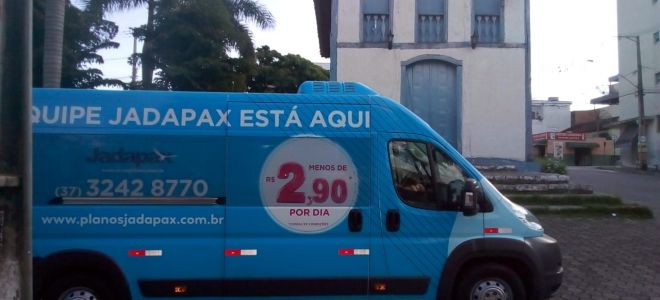 QUIPE JADAPAX ESTÁ AQUI
Jadapax
(37) 3242 8770
www.planosjadapax.com.br
MENOS DE
R$ 2,90*
POR DIA